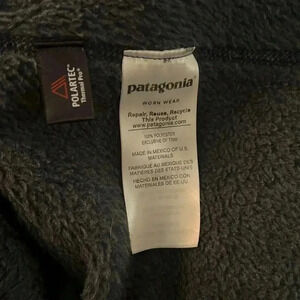 POLARTEC®
Thermal Pro®
patagonia®
WORN WEAR
Repair, Reuse, Recycle
This Product
www.patagonia.com
100% POLYESTER
EXCLUSIVE OF TRIM
MADE IN MEXICO OF U.S.
MATERIALS
FABRIQUÉ AU MEXIQUE DES
MATIÈRES DES ÉTATS-UNIS
HECHO EN MÉXICO CON
MATERIALES DE EE.UU.